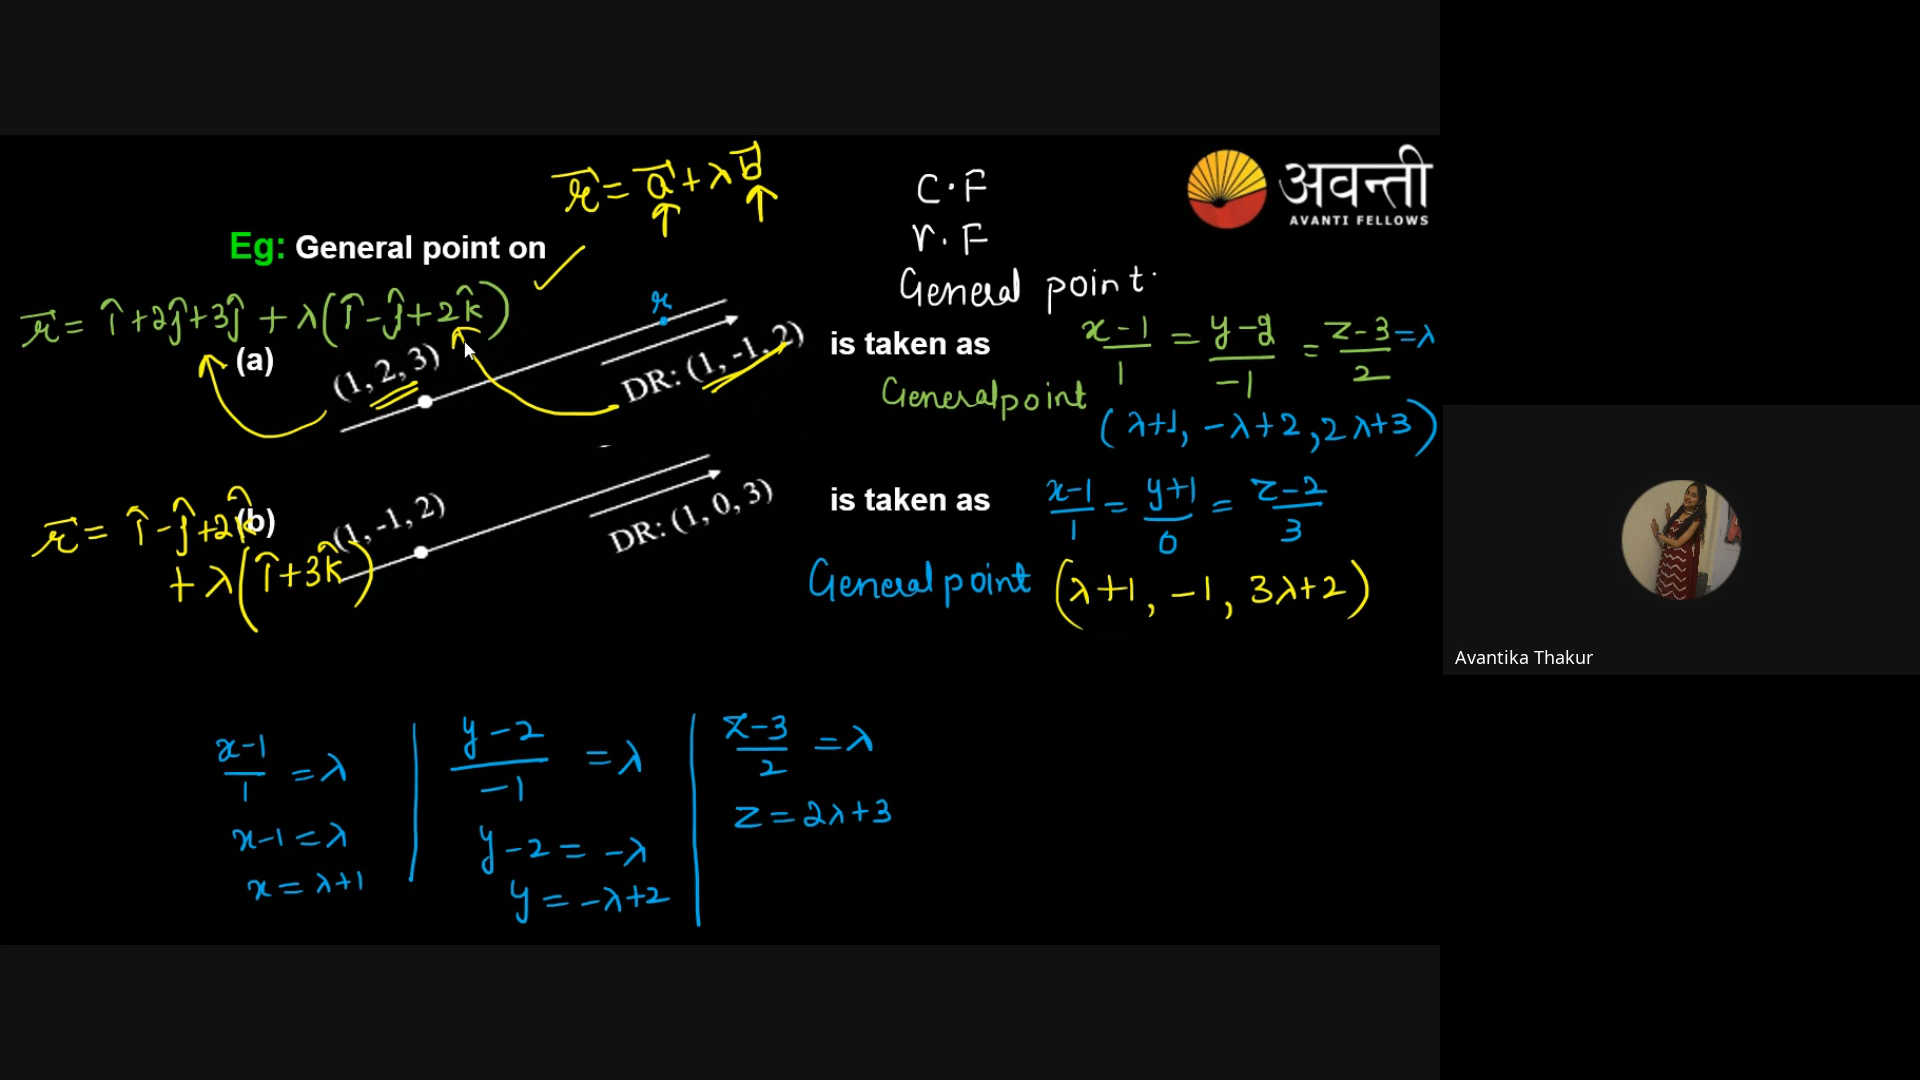 r⃗ = a⃗ + λ b⃗
C.F
r.F
General point.
अवन्ती
AVANTI FELLOWS
Eg: General point on
r⃗ = î+2ĵ+3ĵ + λ(î-ĵ+2k̂)
r
(a)
(1, 2, 3)
DR: (1, -1, 2)
is taken as
x-1/1 = y-2/-1 = z-3/2 = λ
General point
(λ+1, -λ+2, 2λ+3)
r⃗ = î-ĵ+2k̂
+ λ(î+3k̂)
(b)
(1, -1, 2)
DR: (1, 0, 3)
is taken as
x-1/1 = y+1/0 = z-2/3
General point (λ+1, -1, 3λ+2)
Avantika Thakur
x-1/1 = λ
x-1 = λ
x = λ+1
y-2/-1 = λ
y-2 = -λ
y = -λ+2
z-3/2 = λ
z = 2λ+3